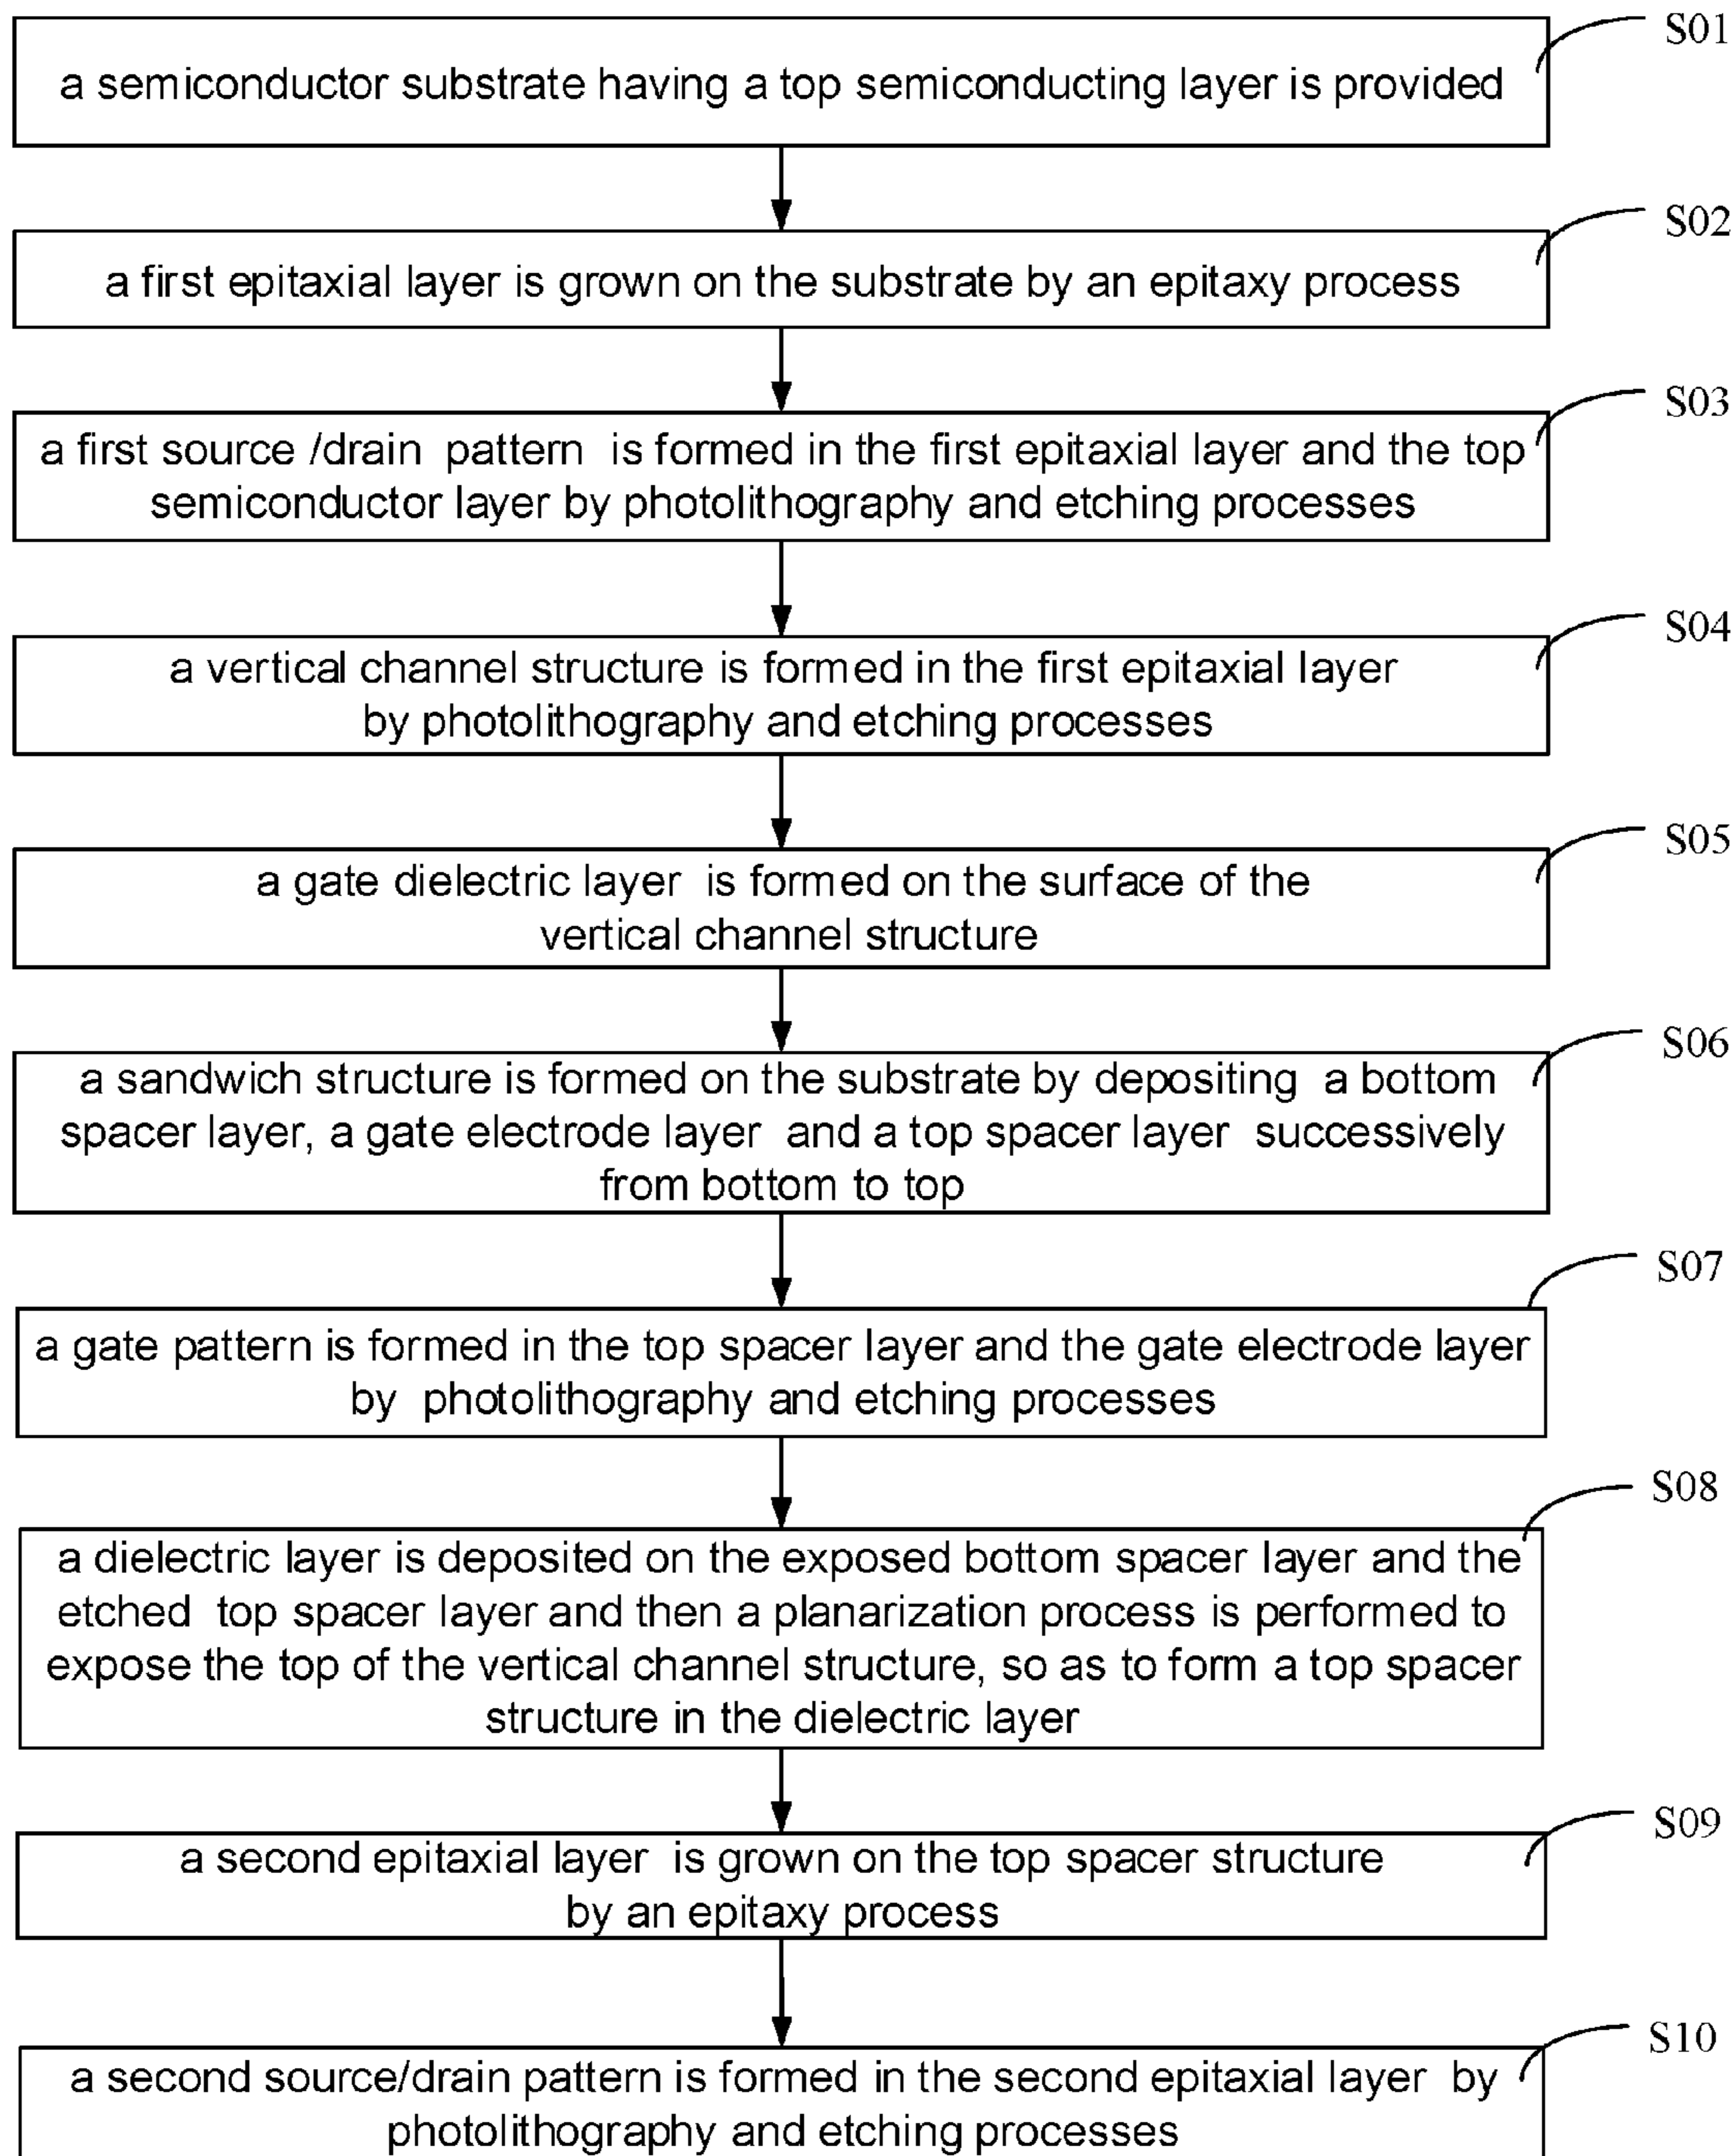 S01
a semiconductor substrate having a top semiconducting layer is provided
S02
a first epitaxial layer is grown on the substrate by an epitaxy process
S03
a first source /drain pattern is formed in the first epitaxial layer and the top
semiconductor layer by photolithography and etching processes
S04
a vertical channel structure is formed in the first epitaxial layer
by photolithography and etching processes
S05
a gate dielectric layer is formed on the surface of the
vertical channel structure
S06
a sandwich structure is formed on the substrate by depositing a bottom
spacer layer, a gate electrode layer and a top spacer layer successively
from bottom to top
S07
a gate pattern is formed in the top spacer layer and the gate electrode layer
by photolithography and etching processes
S08
a dielectric layer is deposited on the exposed bottom spacer layer and the
etched top spacer layer and then a planarization process is performed to
expose the top of the vertical channel structure, so as to form a top spacer
structure in the dielectric layer
S09
a second epitaxial layer is grown on the top spacer structure
by an epitaxy process
S10
a second source/drain pattern is formed in the second epitaxial layer by
photolithography and etching processes